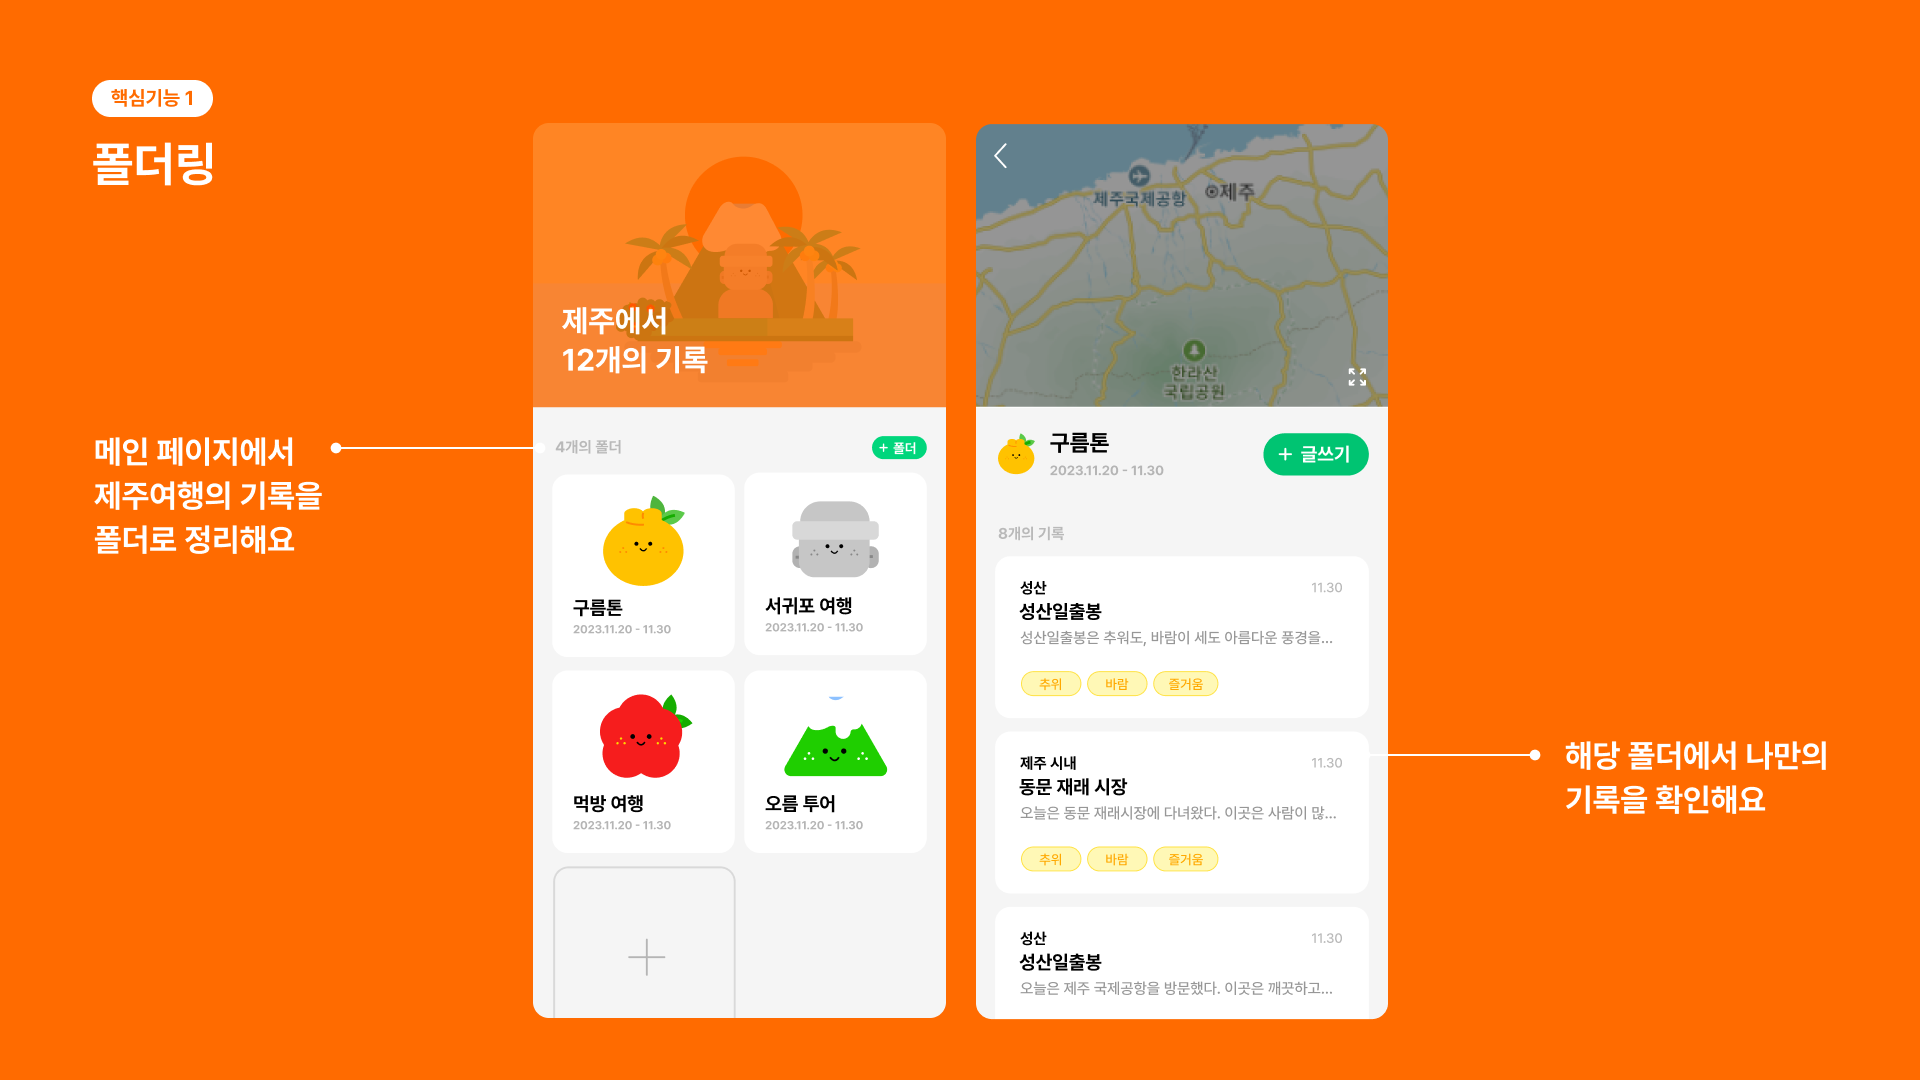 핵심기능 1
폴더링
메인 페이지에서
제주여행의 기록을
폴더로 정리해요
제주에서
12개의 기록
4개의 폴더
+ 폴더
구름톤
2023.11.20 - 11.30
서귀포 여행
2023.11.20 - 11.30
먹방 여행
2023.11.20 - 11.30
오름 투어
2023.11.20 - 11.30
제주국제공항
제주
한라산
국립공원
구름톤
2023.11.20 - 11.30
+ 글쓰기
8개의 기록
성산
11.30
성산일출봉
성산일출봉은 추워도, 바람이 세도 아름다운 풍경을...
추위
바람
즐거움
제주 시내
11.30
동문 재래 시장
오늘은 동문 재래시장에 다녀왔다. 이곳은 사람이 많...
추위
바람
즐거움
성산
11.30
성산일출봉
오늘은 제주 국제공항을 방문했다. 이곳은 깨끗하고...
해당 폴더에서 나만의
기록을 확인해요